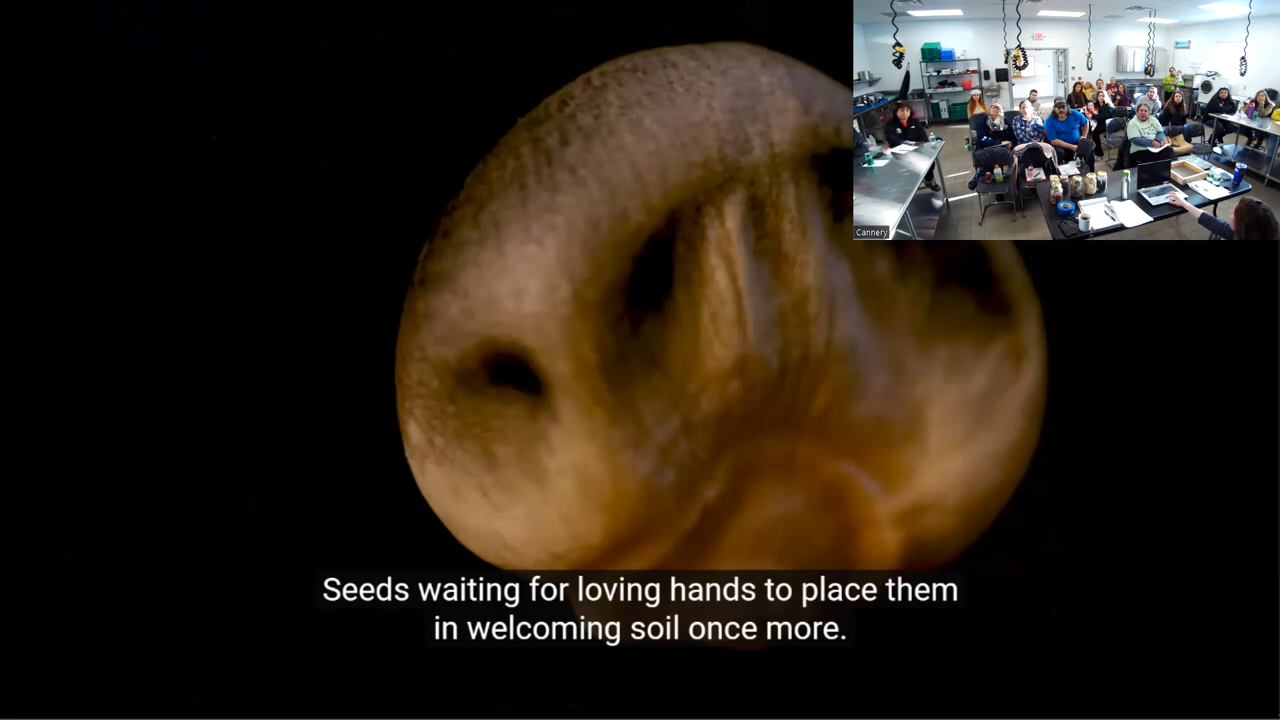 Cannery
Seeds waiting for loving hands to place them
in welcoming soil once more.